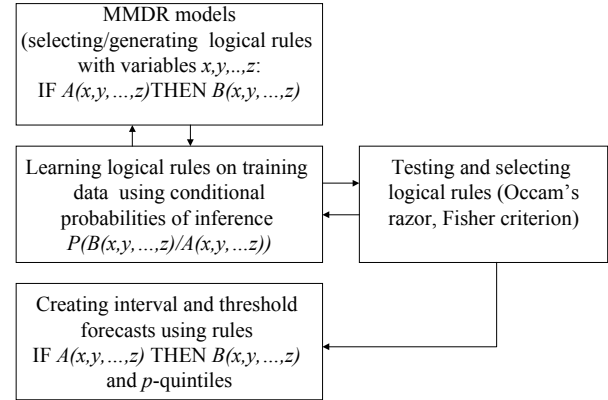 MMDR models
(selecting/generating logical rules
with variables x,y,..,z:
IF A(x,y,…,z)THEN B(x,y,…,z)
Learning logical rules on training
data using conditional
probabilities of inference
P(B(x,y,…,z)/A(x,y,…z))
Testing and selecting
logical rules (Occam’s
razor, Fisher criterion)
Creating interval and threshold
forecasts using rules
IF A(x,y,…,z) THEN B(x,y,…,z)
and p-quintiles